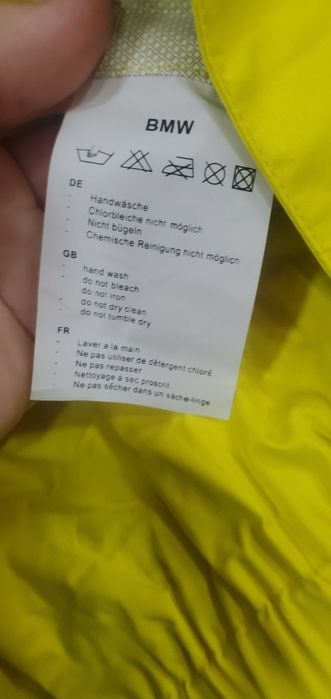 BMW
DE
- Handwäsche
- Chlorbleiche nicht möglich
- Nicht bügeln
- Chemische Reinigung nicht möglich
GB
- hand wash
- do not bleach
- do not iron
- do not dry clean
- do not tumble dry
FR
- Laver a la main
- Ne pas utiliser de détergent chloré
- Ne pas repasser
- Nettoyage a sec proscrit
- Ne pas sécher dans un sèche-linge